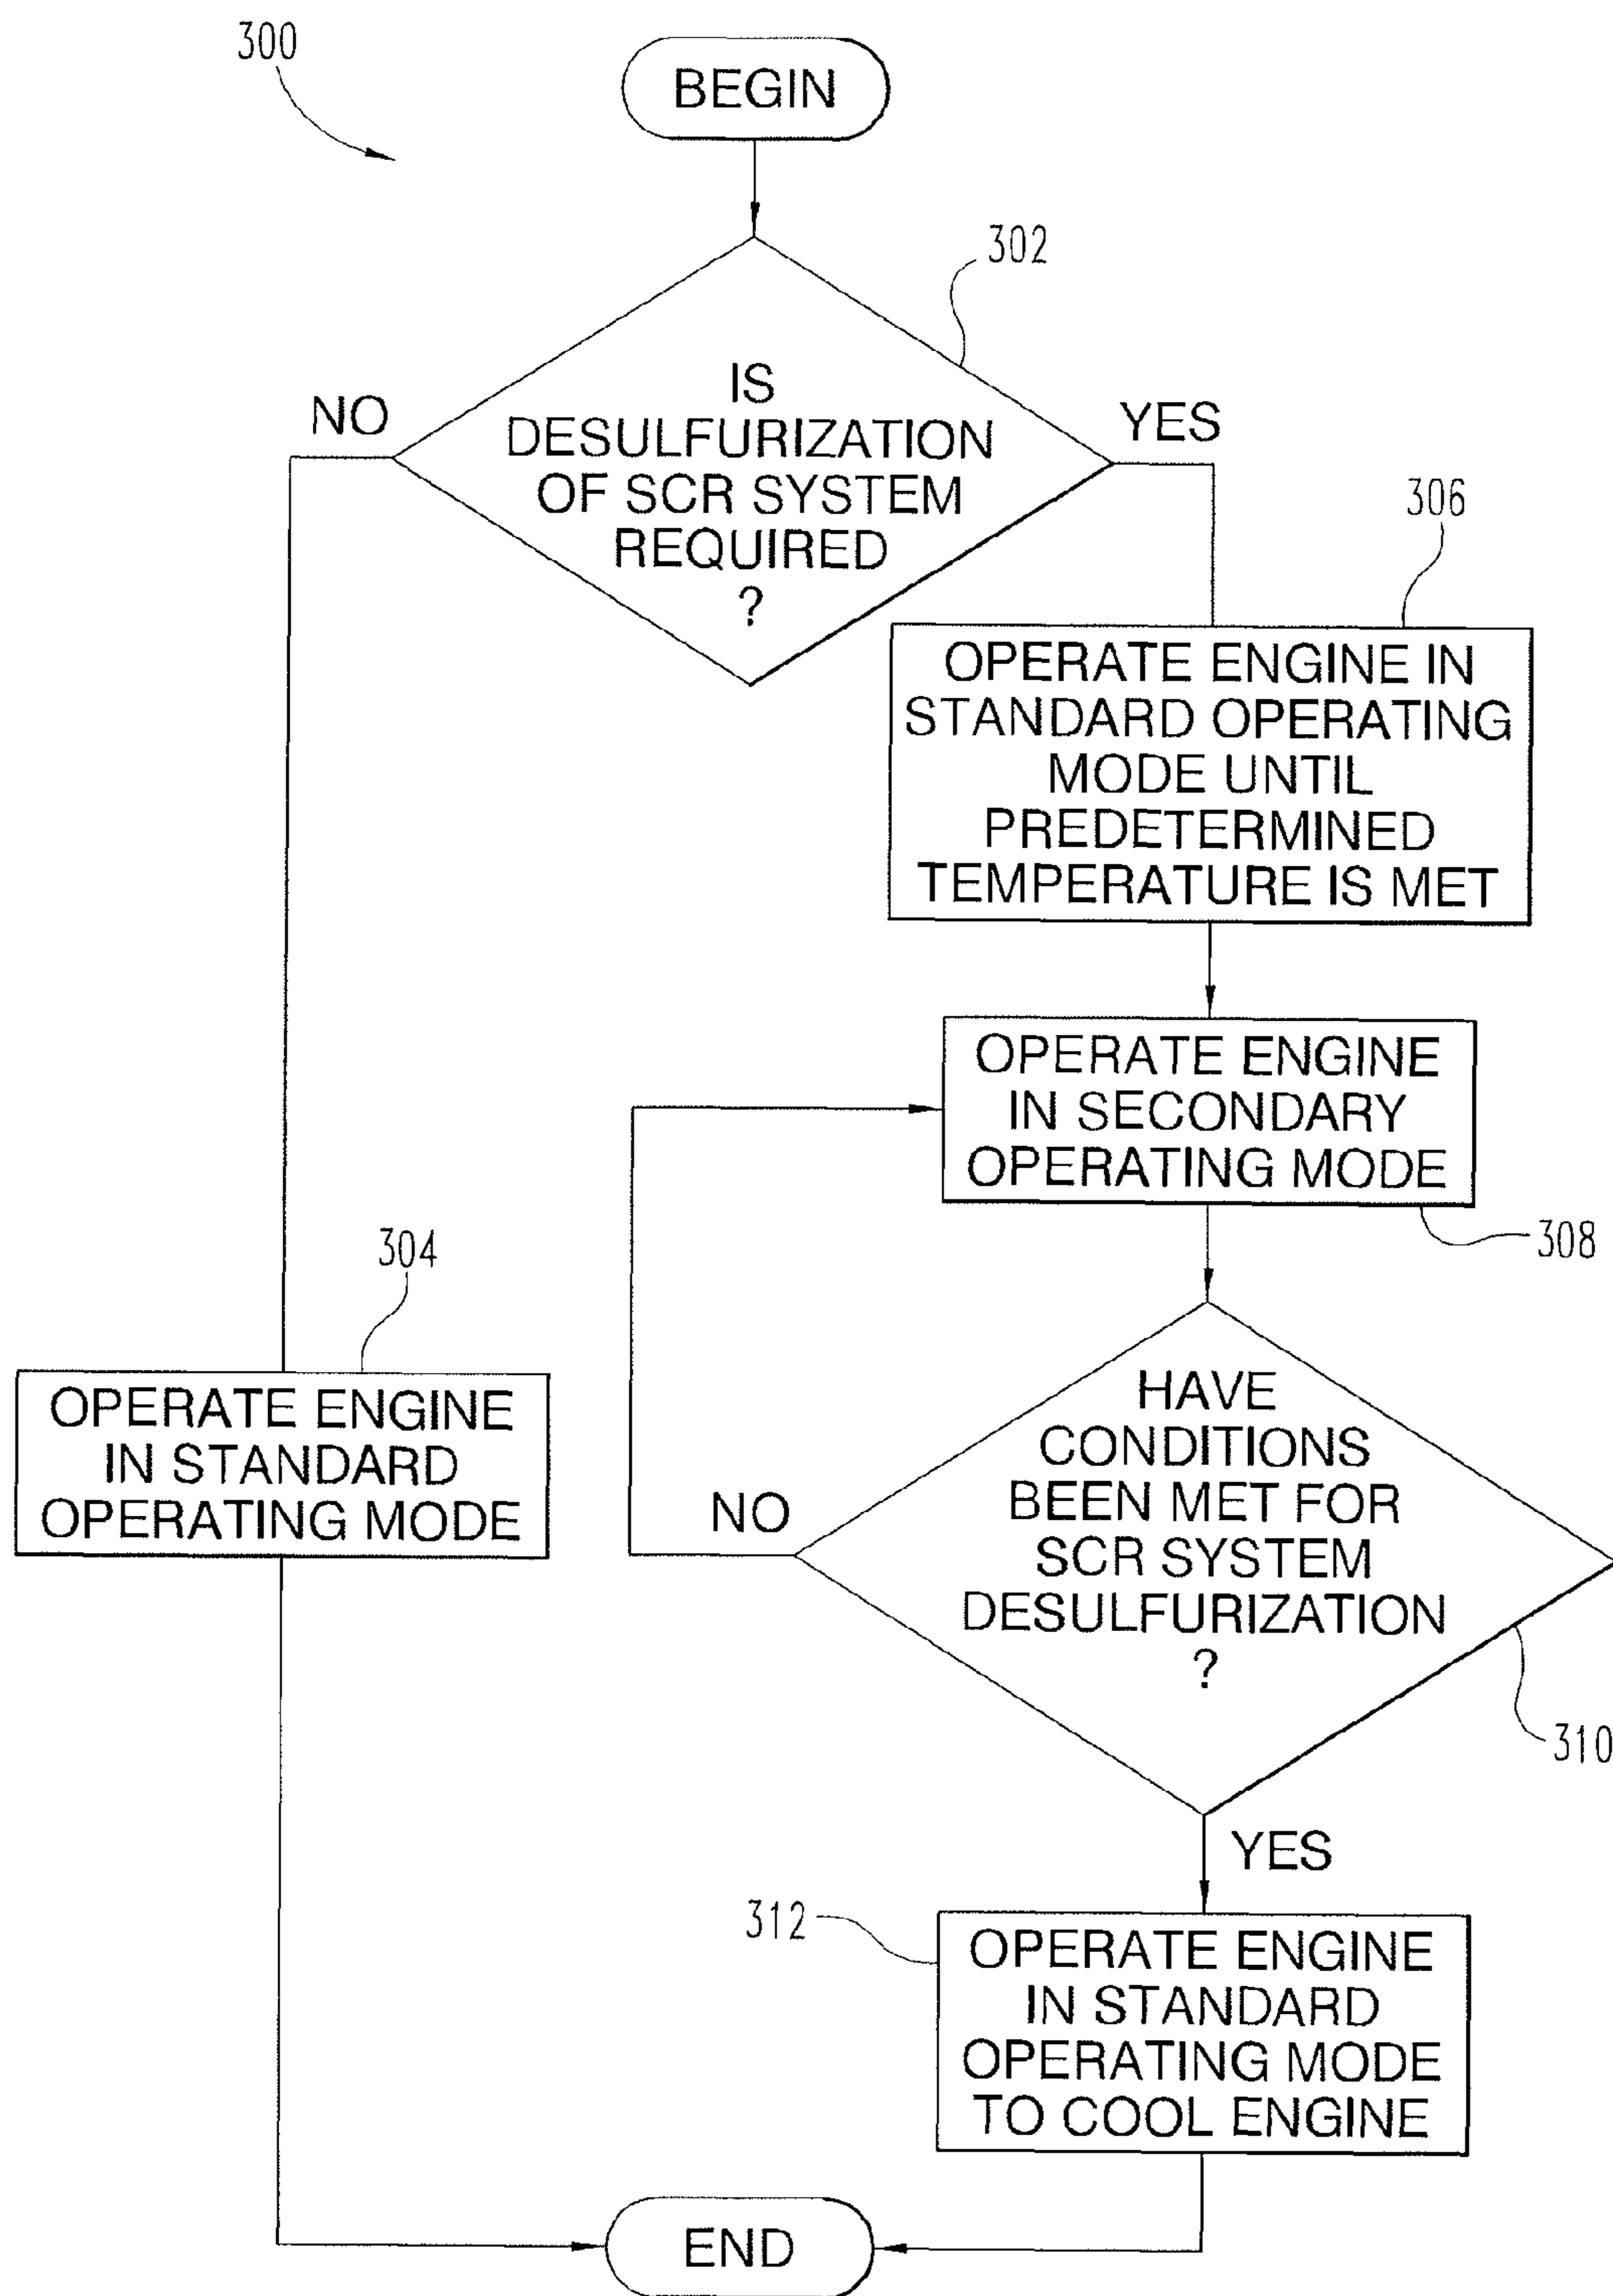 300
BEGIN
302
IS
DESULFURIZATION
OF SCR SYSTEM
REQUIRED
?
NO
YES
306
OPERATE ENGINE IN
STANDARD OPERATING
MODE UNTIL
PREDETERMINED
TEMPERATURE IS MET
OPERATE ENGINE
IN SECONDARY
OPERATING MODE
308
304
OPERATE ENGINE
IN STANDARD
OPERATING MODE
HAVE
CONDITIONS
BEEN MET FOR
SCR SYSTEM
DESULFURIZATION
?
NO
310
YES
312
OPERATE ENGINE
IN STANDARD
OPERATING MODE
TO COOL ENGINE
END